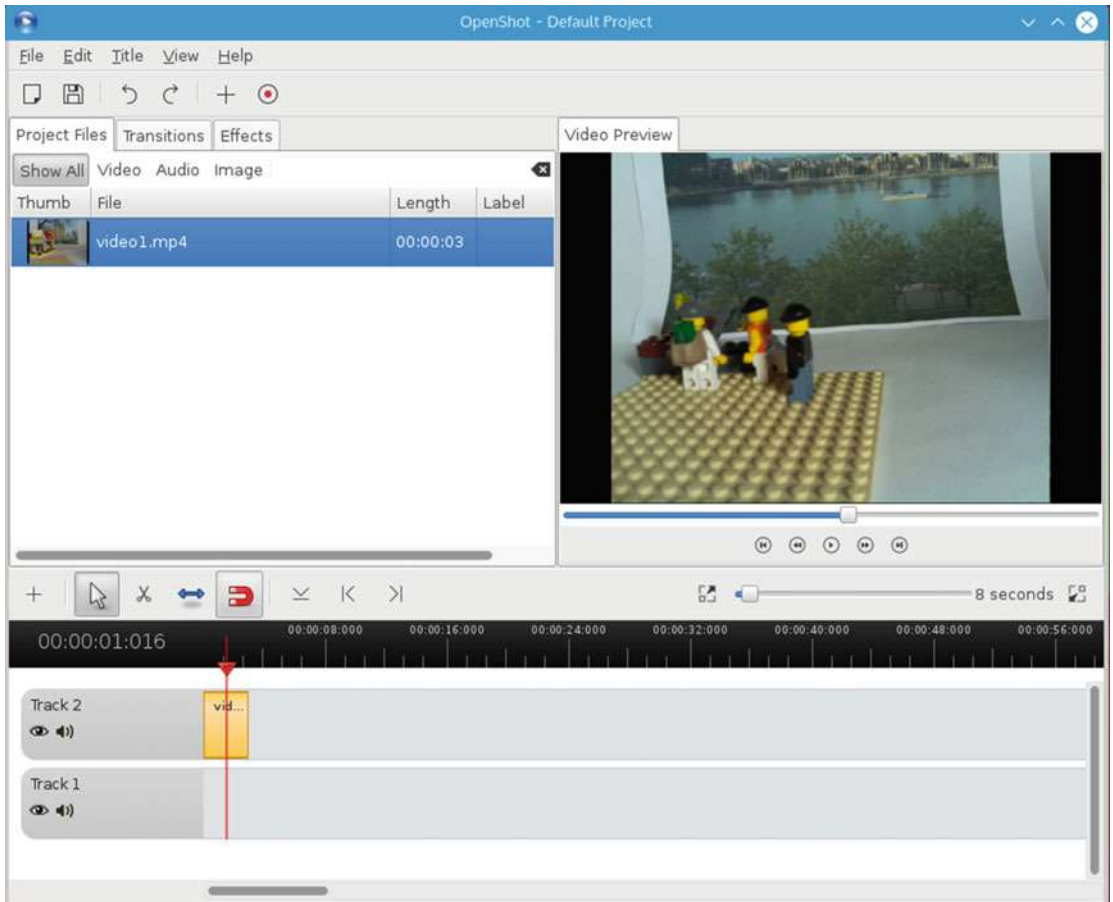 OpenShot - Default Project
File Edit Title View Help
Project Files Transitions Effects
Video Preview
Show All Video Audio Image
Thumb File Length Label
video1.mp4 00:00:03
8 seconds
00:00:01:016
00:00:08:000 00:00:16:000 00:00:24:000 00:00:32:000 00:00:40:000 00:00:48:000 00:00:56:000
Track 2
vid...
Track 1